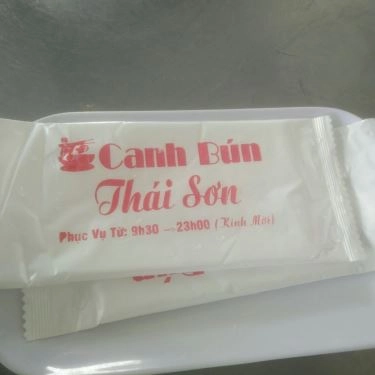 Canh Bún
Thái Sơn
Phục Vụ Từ: 9h30 → 23h00 (Kính Mời)